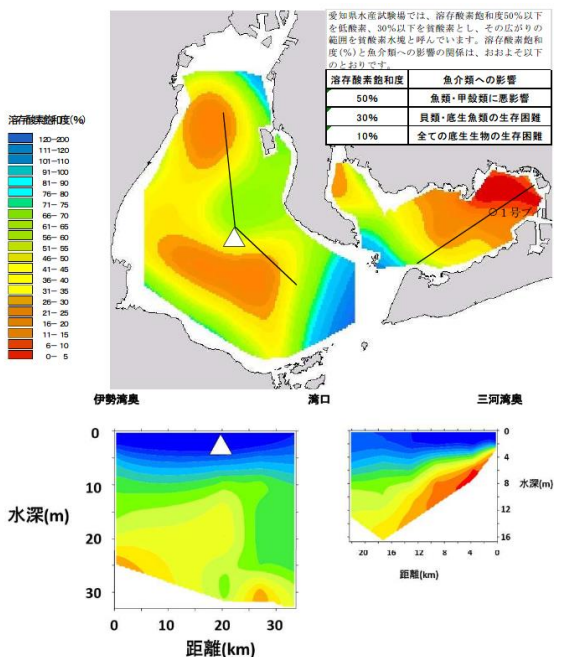 愛知県水産試験場では、溶存酸素飽和度50%以下
を低酸素、30%以下を貧酸素とし、その広がりの
範囲を貧酸素水塊と呼んでいます。溶存酸素飽和
度(%)と魚介類への影響の関係は、おおよそ以下
のとおりです。
溶存酸素飽和度 魚介類への影響
50% 魚類・甲殻類に悪影響
30% 貝類・底生魚類の生存困難
10% 全ての底生生物の生存困難
溶存酸素飽和度(%)
120-200
111-120
101-110
91-100
81-90
76-80
71-75
66-70
61-65
56-60
51-55
46-50
41-45
36-40
31-35
26-30
21-25
16-20
11-15
6-10
0-5
○1号ブイ
伊勢湾奥 湾口 三河湾奥
0
10
20
30
水深(m)
0 10 20 30
距離(km)
0
4
8
12
16
水深(m)
20 16 12 8 4 0
距離(km)